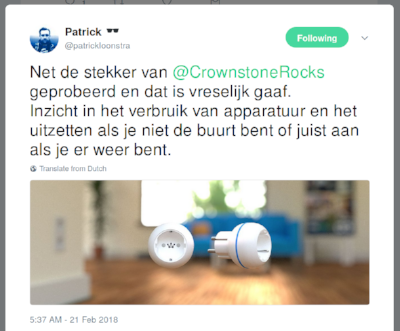 Patrick 🕶
Following
@patrickloonstra
Net de stekker van @CrownstoneRocks
geprobeerd en dat is vreselijk gaaf.
Inzicht in het verbruik van apparatuur en het
uitzetten als je niet de buurt bent of juist aan
als je er weer bent.
Translate from Dutch
5:37 AM - 21 Feb 2018